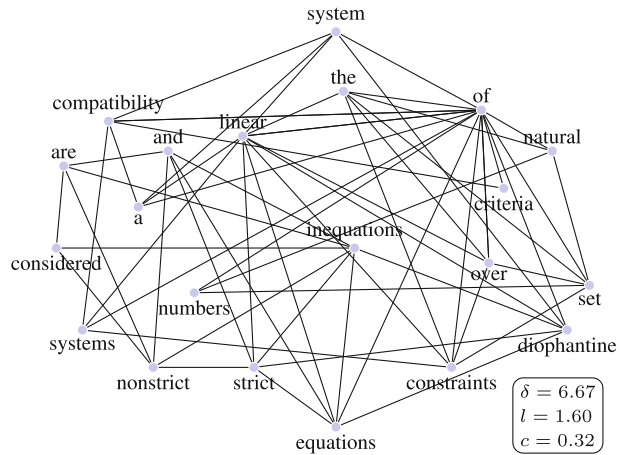 system
the
of
compatibility
linear
and
natural
are
criteria
a
inequations
considered
over
numbers
set
systems
diophantine
nonstrict
strict
constraints
equations
δ = 6.67
l = 1.60
c = 0.32